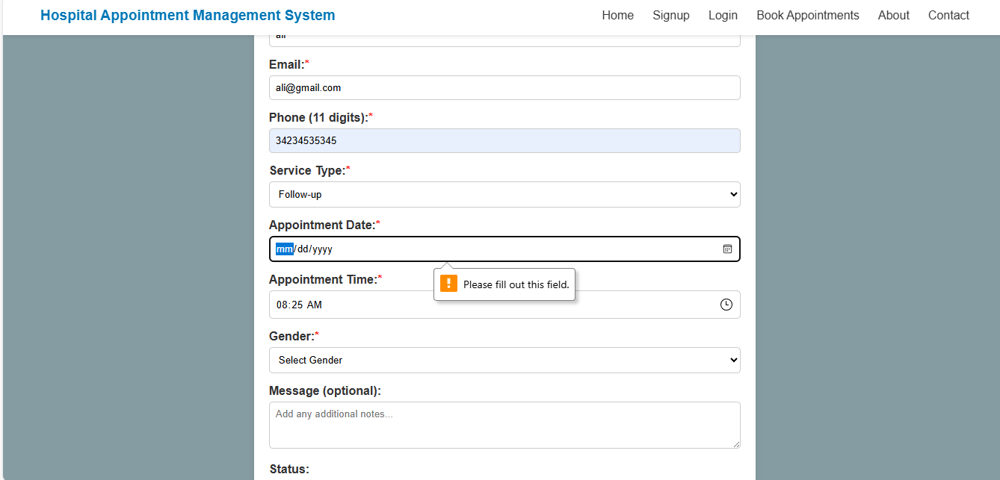 Hospital Appointment Management System Home Signup Login Book Appointments About Contact
ali
Email:*
ali@gmail.com
Phone (11 digits):*
34234535345
Service Type:*
Follow-up
Appointment Date:*
mm/dd/yyyy
Please fill out this field.
Appointment Time:*
08:25 AM
Gender:*
Select Gender
Message (optional):
Add any additional notes...
Status: